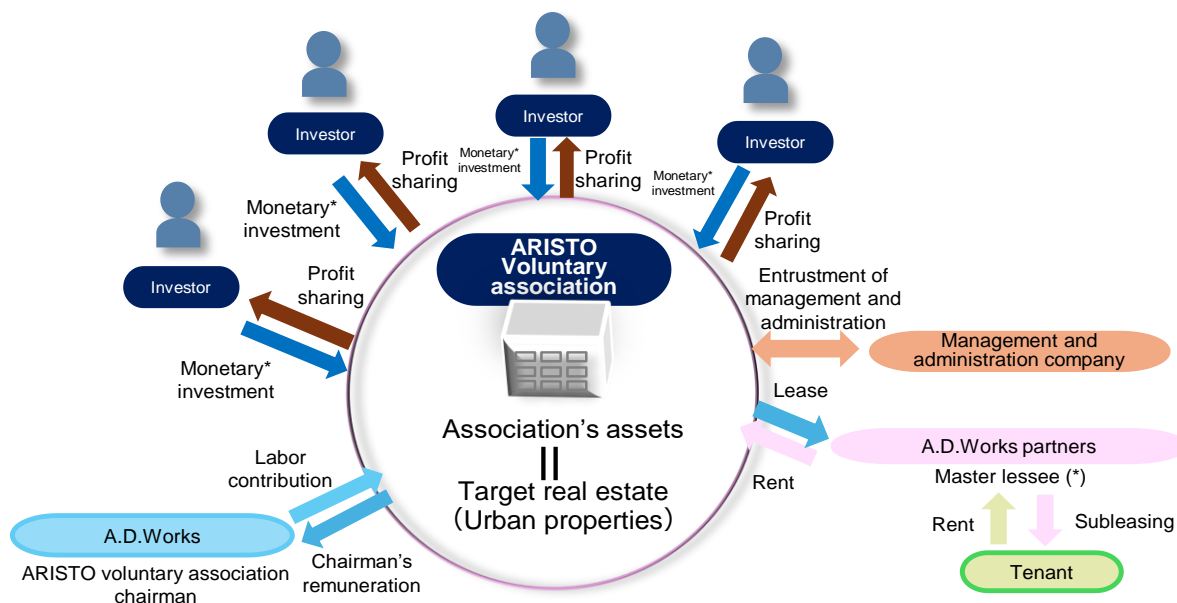 Investor
Investor
Monetary*
investment
Profit
sharing
Investor
Profit
sharing
Monetary*
investment
Monetary*
investment
Profit
sharing
Investor
Profit
sharing
Monetary*
investment
ARISTO
Voluntary
association
Entrustment of
management and
administration
Management and
administration company
Association's assets
Target real estate
(Urban properties)
Lease
A.D.Works partners
Rent
Master lessee (*)
Rent
Subleasing
Tenant
Labor
contribution
A.D.Works
Chairman's
remuneration
ARISTO voluntary association
chairman